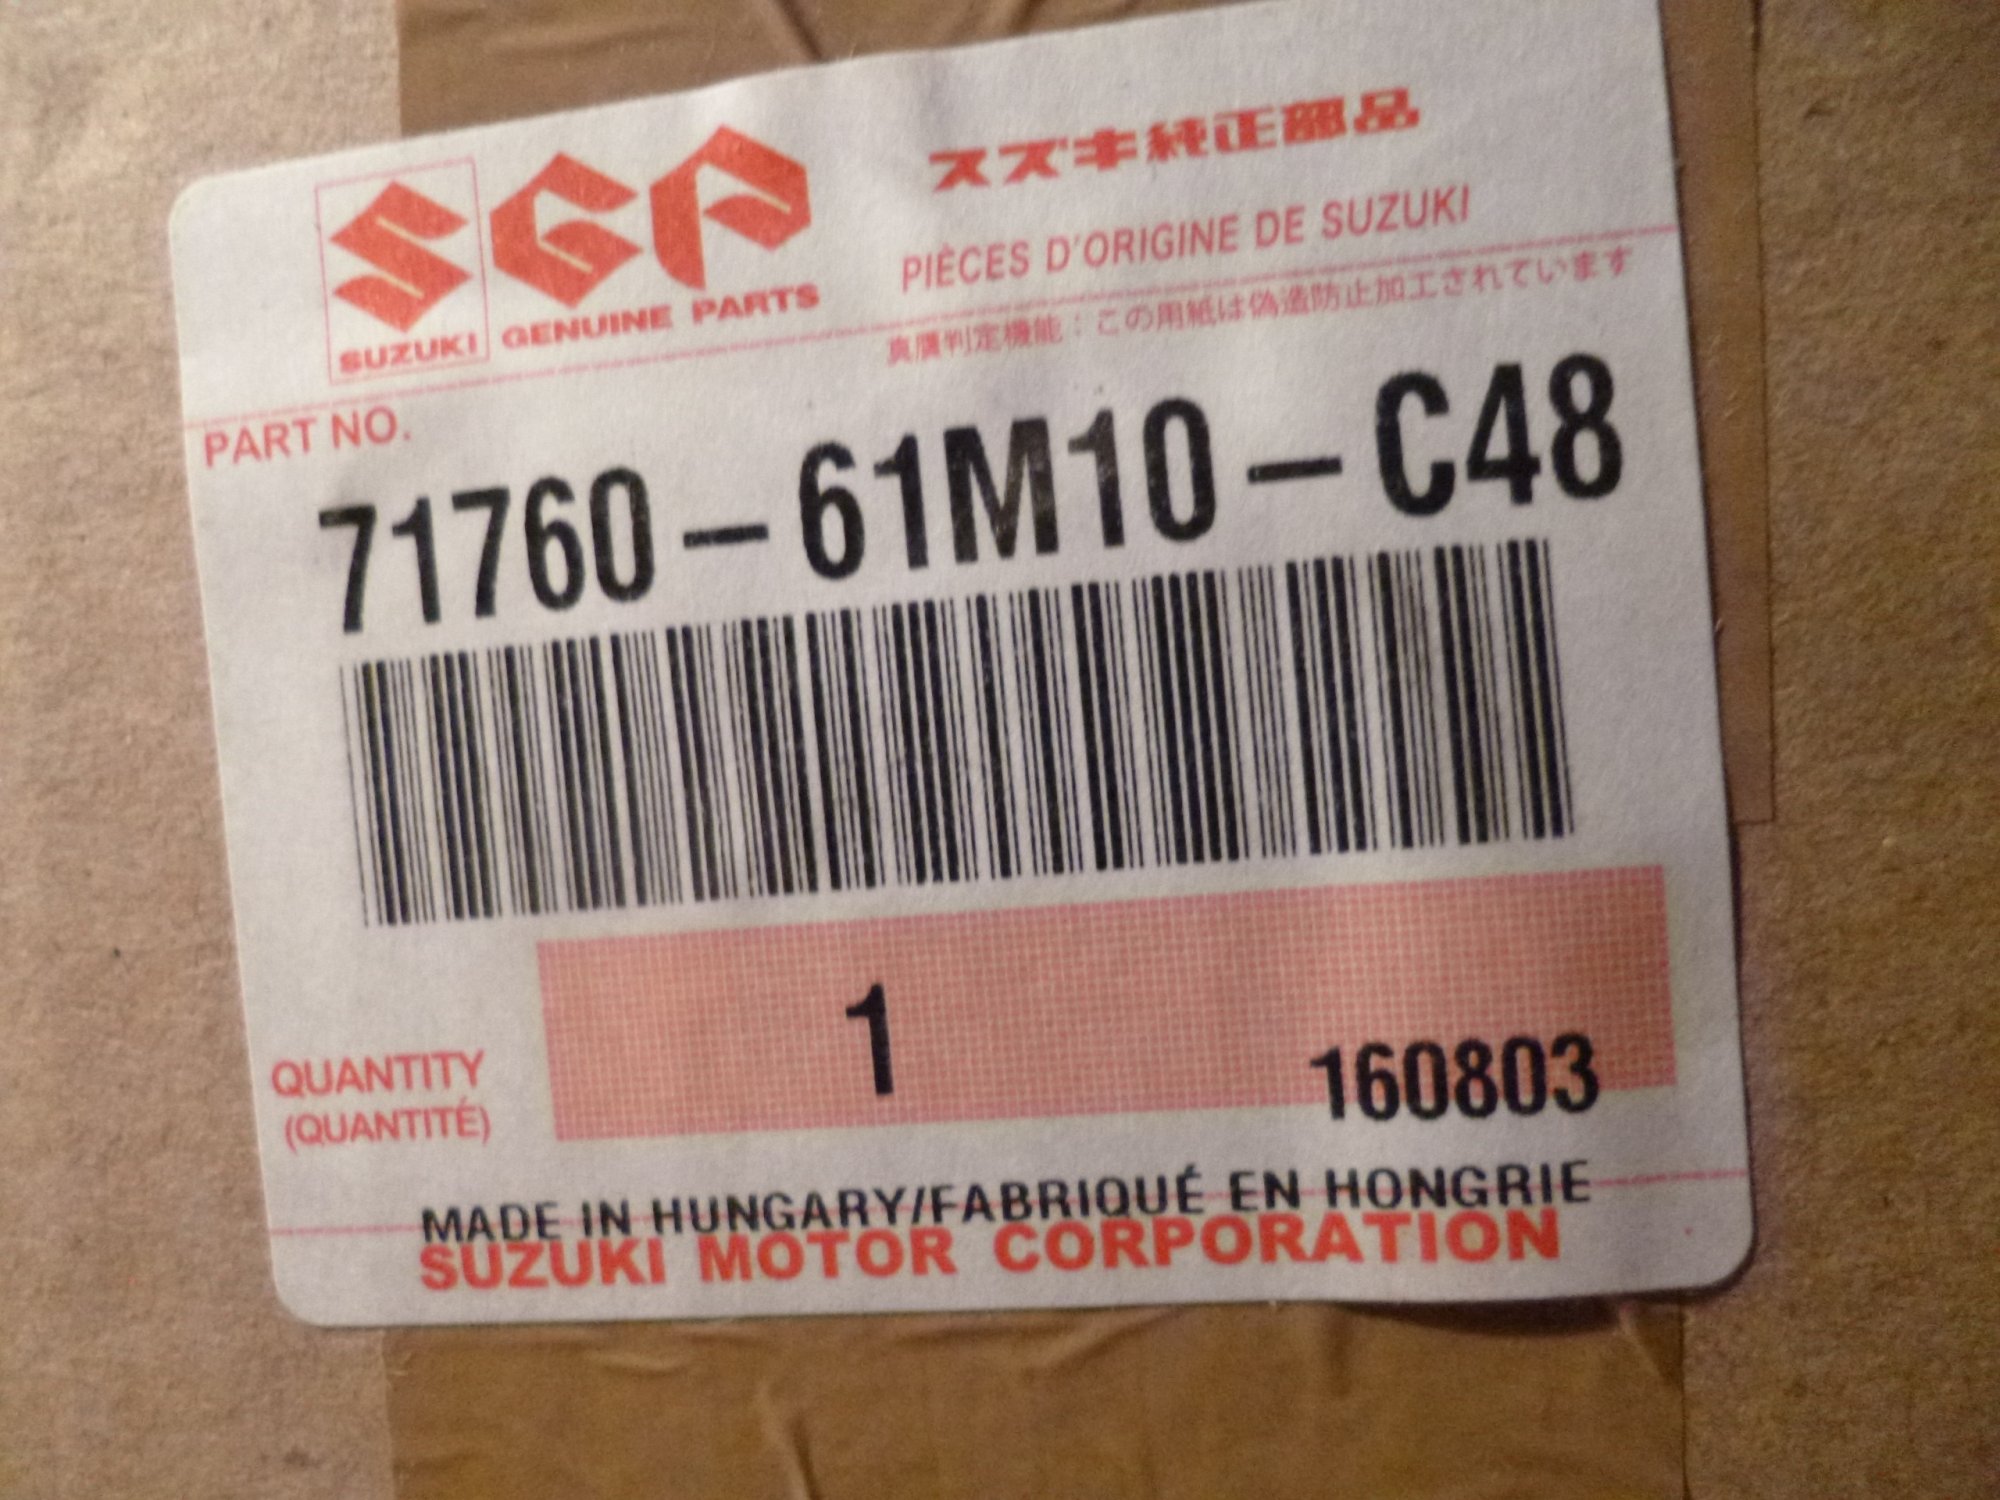 SGP
スズキ純正部品
SUZUKI GENUINE PARTS
PIÈCES D'ORIGINE DE SUZUKI
真贋判定機能：この用紙は偽造防止加工されています
PART NO.
71760-61M10-C48
1
160803
QUANTITY
(QUANTITÉ)
MADE IN HUNGARY/FABRIQUÉ EN HONGRIE
SUZUKI MOTOR CORPORATION